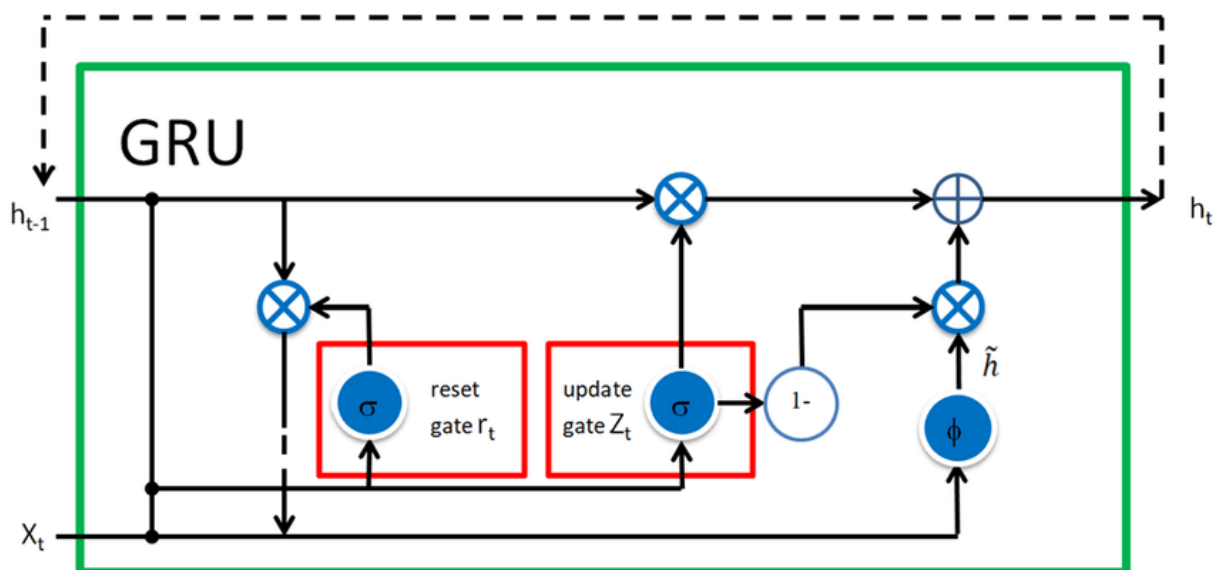 GRU
h_{t-1}
h_t
h̃
reset
gate r_t
σ
update
gate Z_t
σ
1-
ϕ
X_t